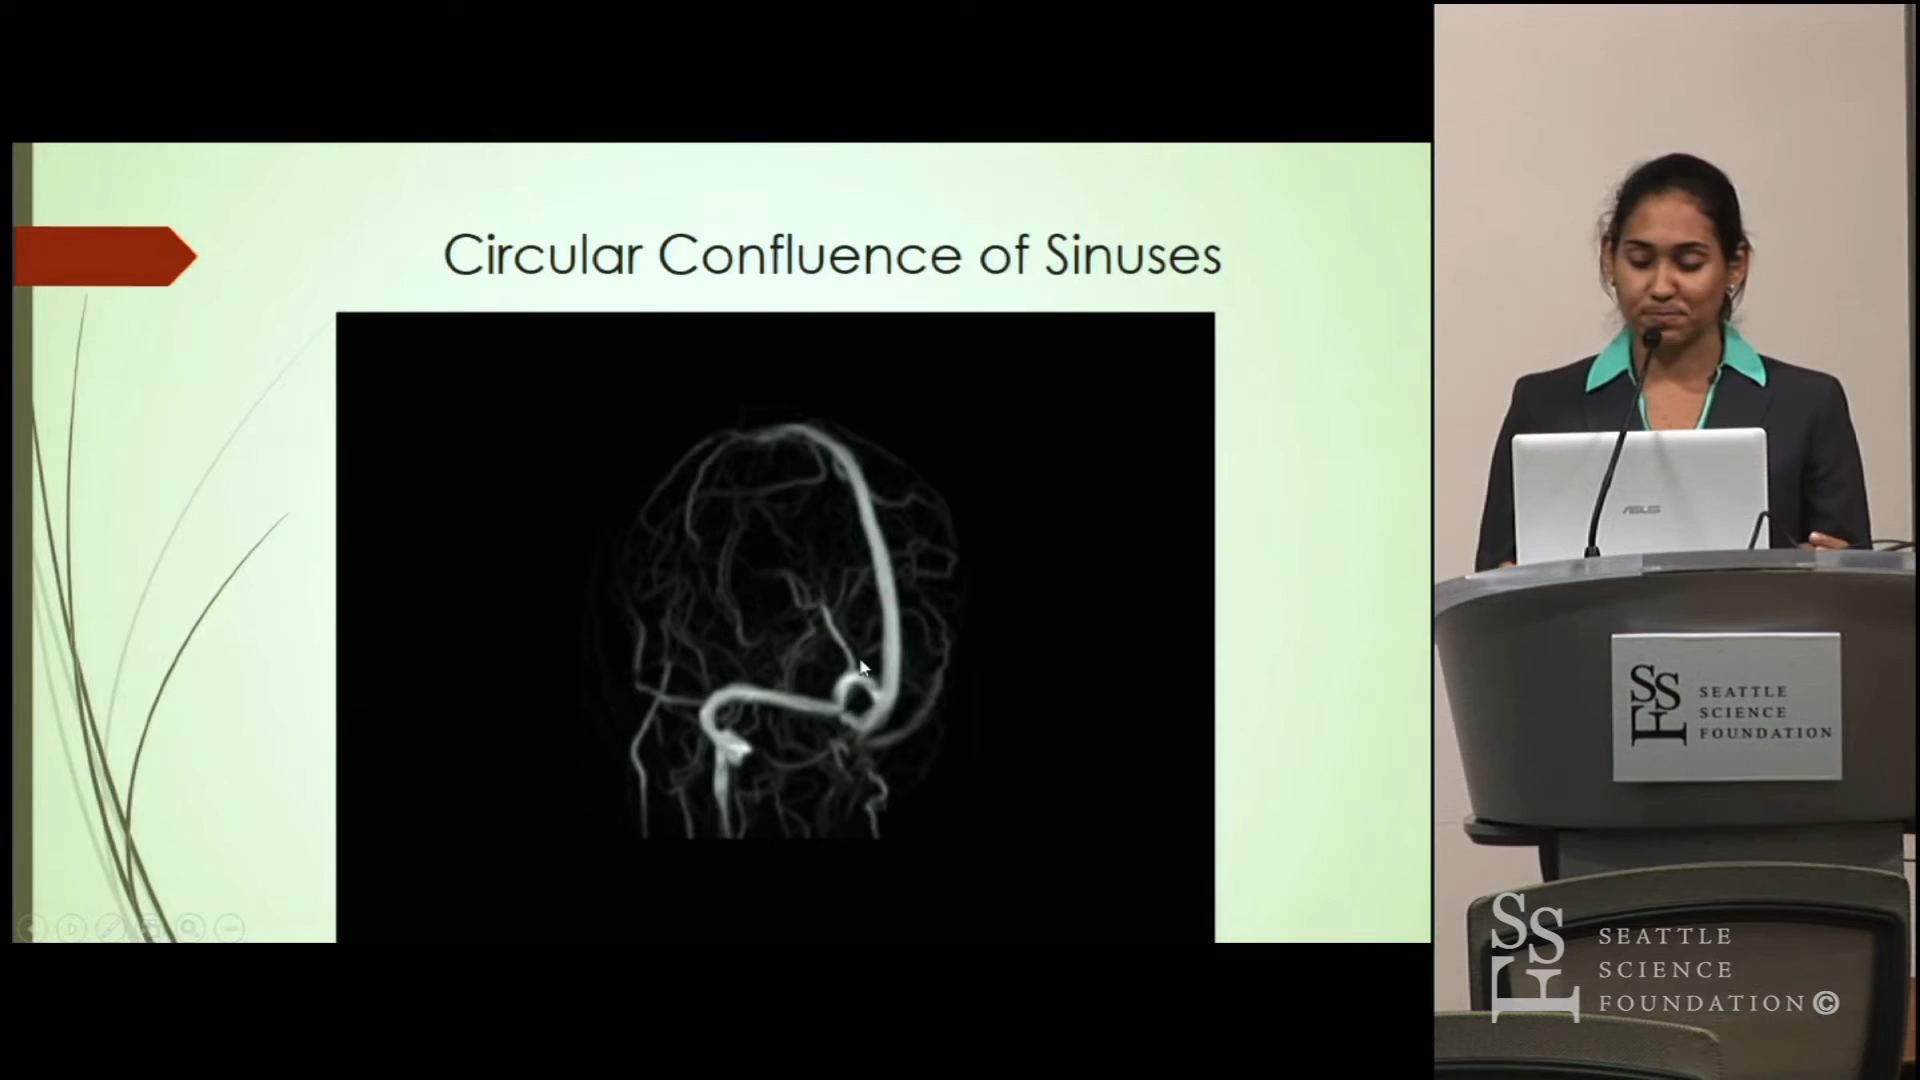 Circular Confluence of Sinuses
ASUS
SSF
SEATTLE
SCIENCE
FOUNDATION
SSF
SEATTLE
SCIENCE
FOUNDATION©